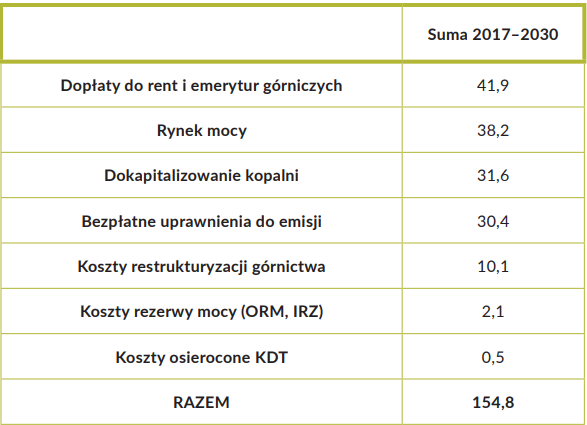 Suma 2017–2030
Dopłaty do rent i emerytur górniczych 41,9
Rynek mocy 38,2
Dokapitalizowanie kopalni 31,6
Bezpłatne uprawnienia do emisji 30,4
Koszty restrukturyzacji górnictwa 10,1
Koszty rezerwy mocy (ORM, IRZ) 2,1
Koszty osierocone KDT 0,5
RAZEM 154,8